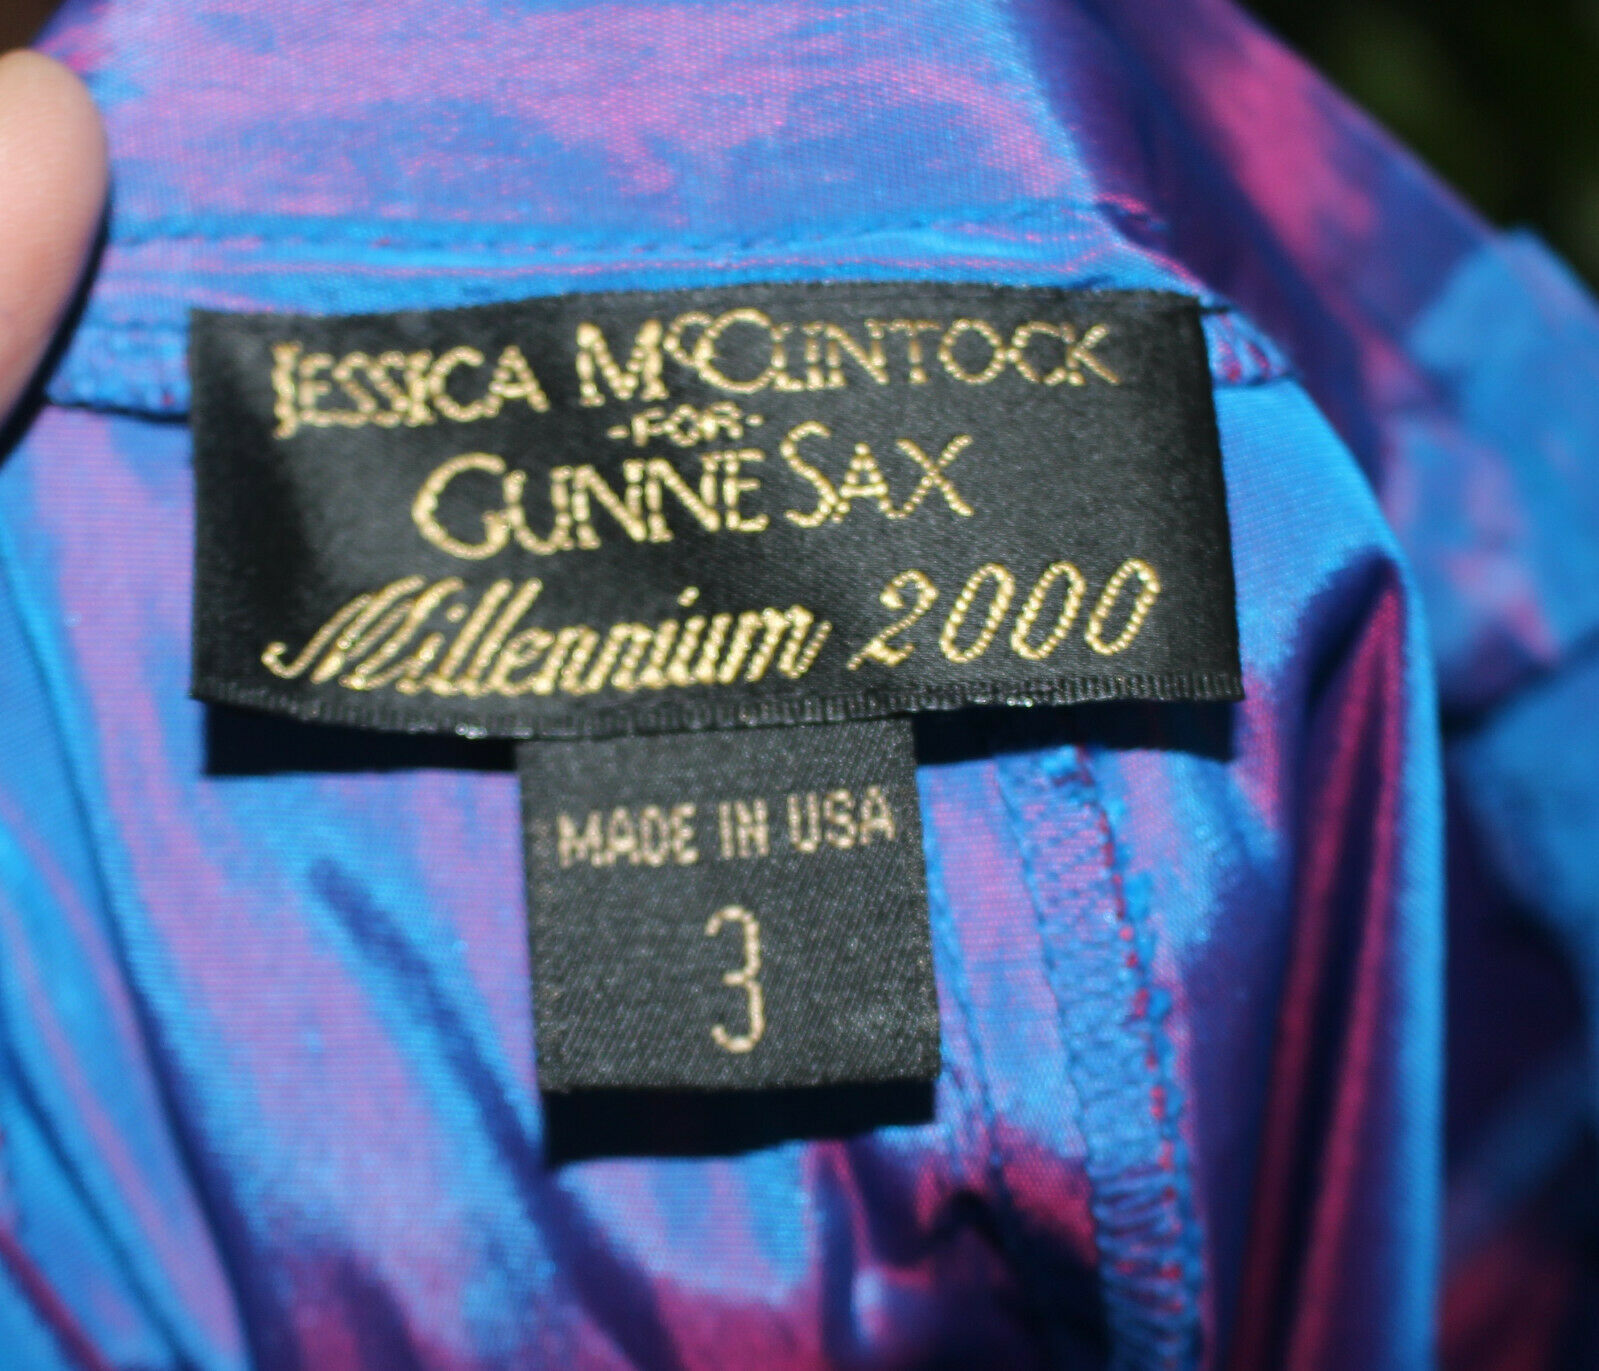 JESSICA McCLINTOCK
-FOR-
GUNNE SAX
Millennium 2000
MADE IN USA
3